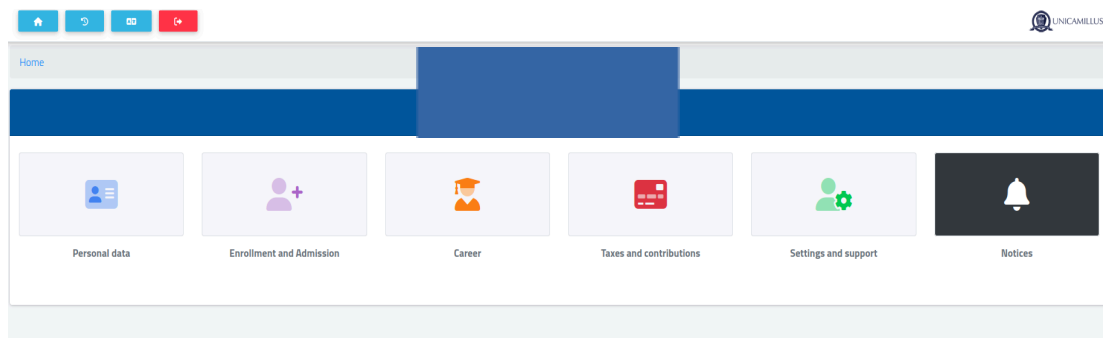 UNICAMILLUS
Home
Personal data
Enrollment and Admission
Career
Taxes and contributions
Settings and support
Notices